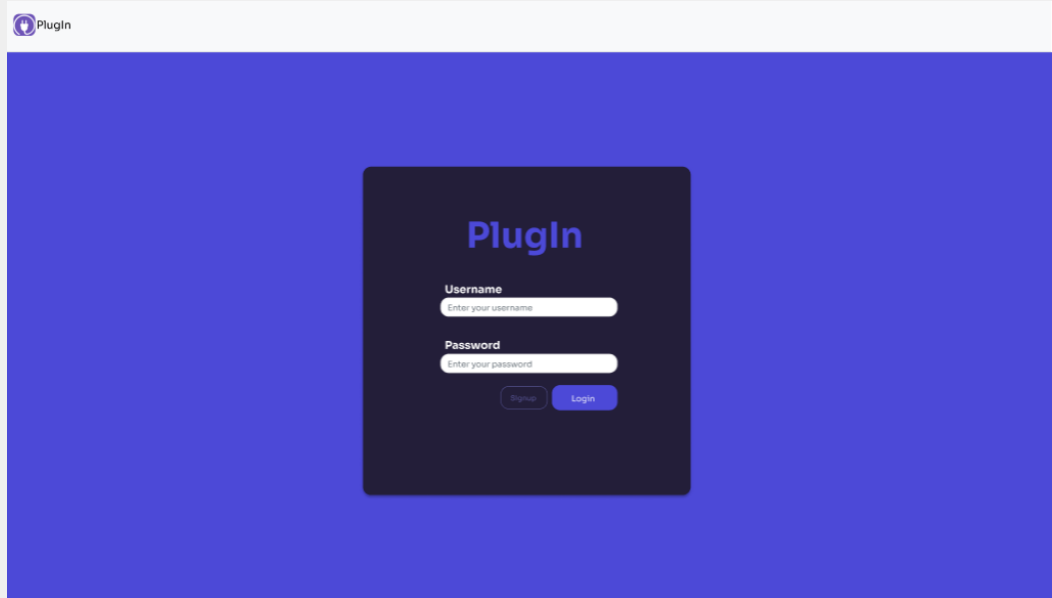 PlugIn
PlugIn
Username
Enter your username
Password
Enter your password
Signup Login